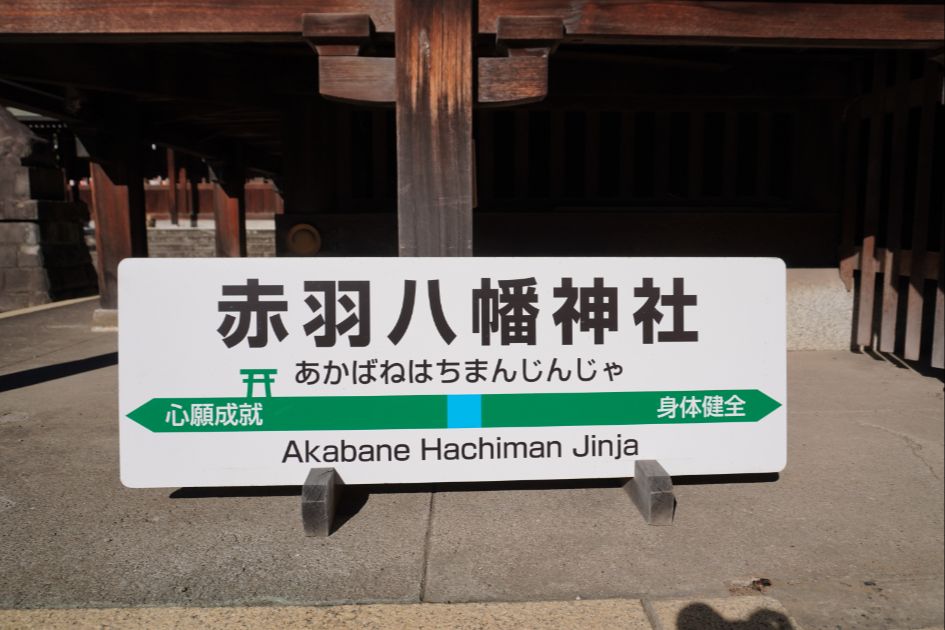 赤羽八幡神社
あかばねはちまんじんじゃ
心願成就 身体健全
Akabane Hachiman Jinja